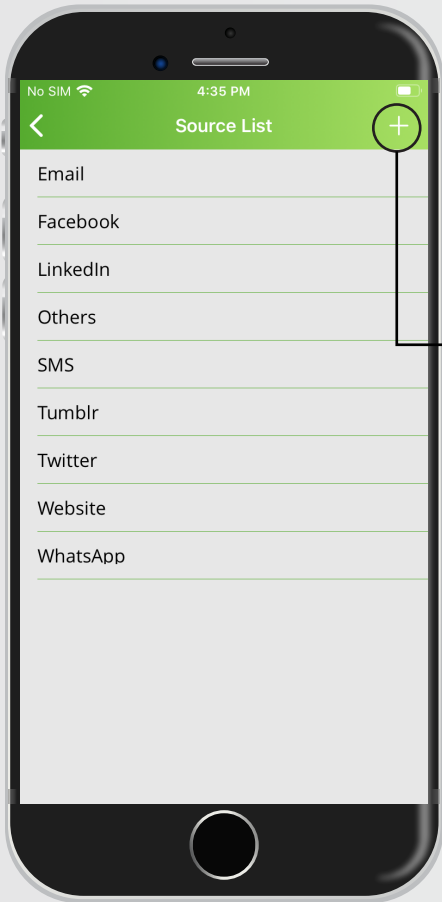 No SIM 4:35 PM
Source List
Email
Facebook
LinkedIn
Others
SMS
Tumblr
Twitter
Website
WhatsApp